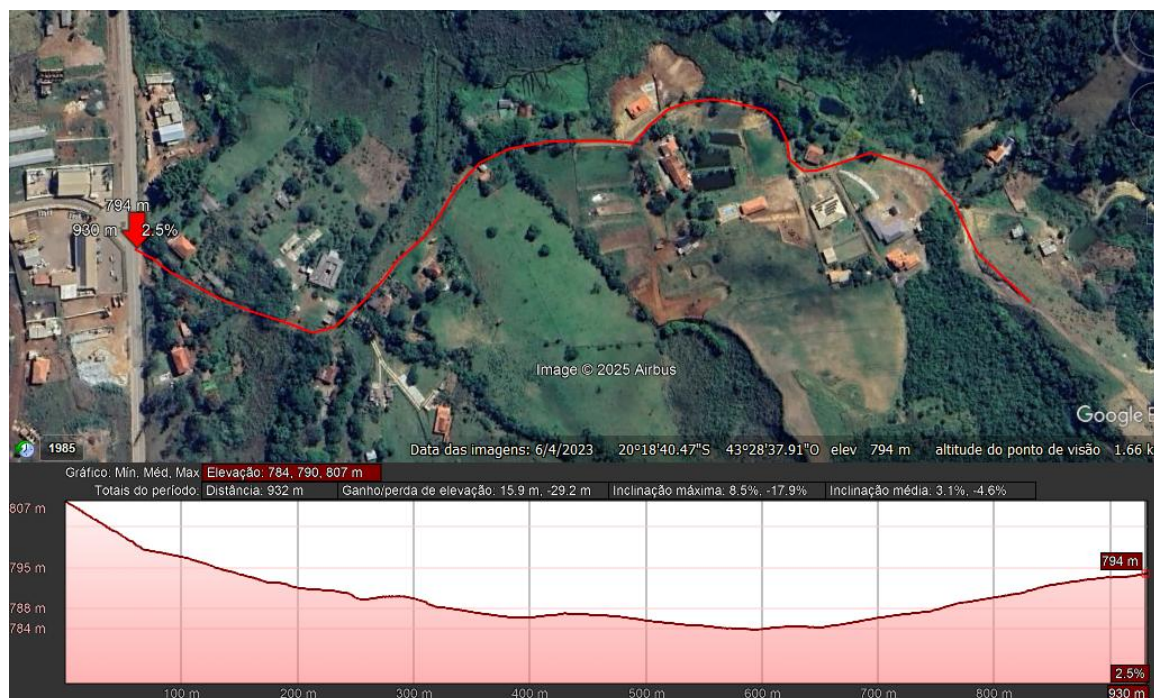 794 m
930 m 2.5%
Image © 2025 Airbus
Google E
1985 Data das imagens: 6/4/2023 20°18'40.47"S 43°28'37.91"O elev 794 m altitude do ponto de visão 1.66 k
Gráfico: Mín, Méd, Max Elevação: 784, 790, 807 m
Totais do período: Distância: 932 m Ganho/perda de elevação: 15.9 m, -29.2 m Inclinação máxima: 8.5%, -17.9% Inclinação média: 3.1%, -4.6%
807 m
794 m
795 m
788 m
784 m
2.5%
100 m 200 m 300 m 400 m 500 m 600 m 700 m 800 m 930 m